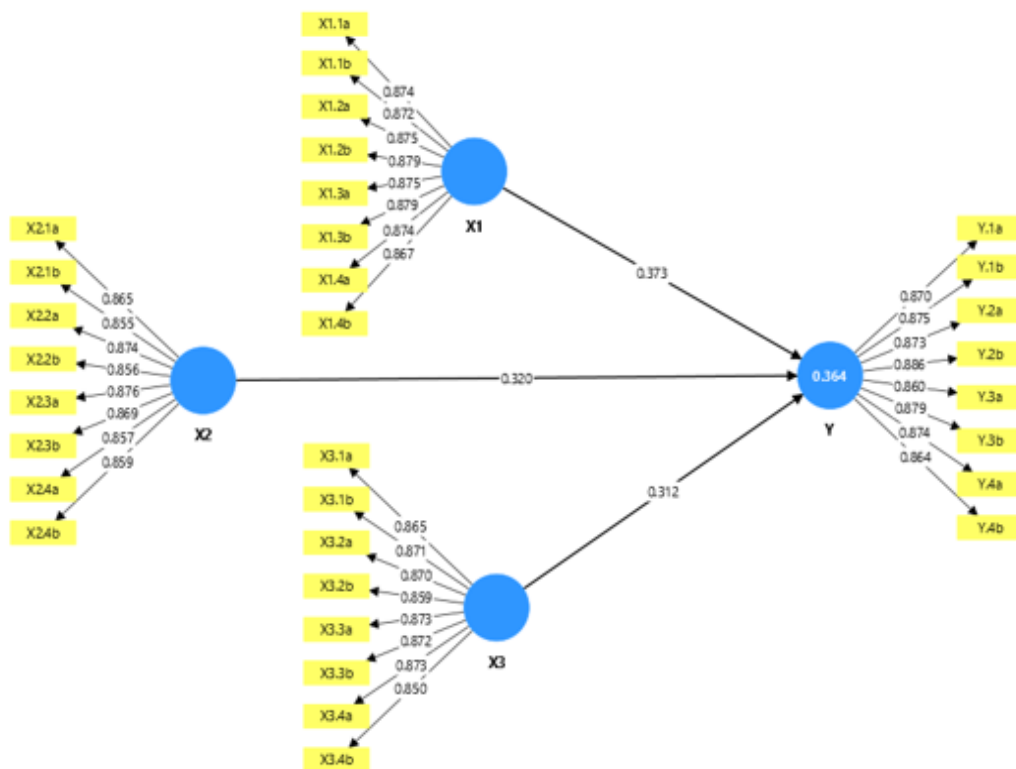 X1.1a
X1.1b
X1.2a
X1.2b
X1.3a
X1.3b
X1.4a
X1.4b
0.874
0.872
0.875
0.879
0.875
0.879
0.874
0.867
X1
0.373
X2.1a
X2.1b
X2.2a
X2.2b
X2.3a
X2.3b
X2.4a
X2.4b
0.865
0.855
0.874
0.856
0.876
0.869
0.857
0.859
X2
0.320
X3.1a
X3.1b
X3.2a
X3.2b
X3.3a
X3.3b
X3.4a
X3.4b
0.865
0.871
0.870
0.859
0.873
0.872
0.873
0.850
X3
0.312
0.364
Y
0.870
0.875
0.873
0.886
0.860
0.879
0.874
0.864
Y.1a
Y.1b
Y.2a
Y.2b
Y.3a
Y.3b
Y.4a
Y.4b